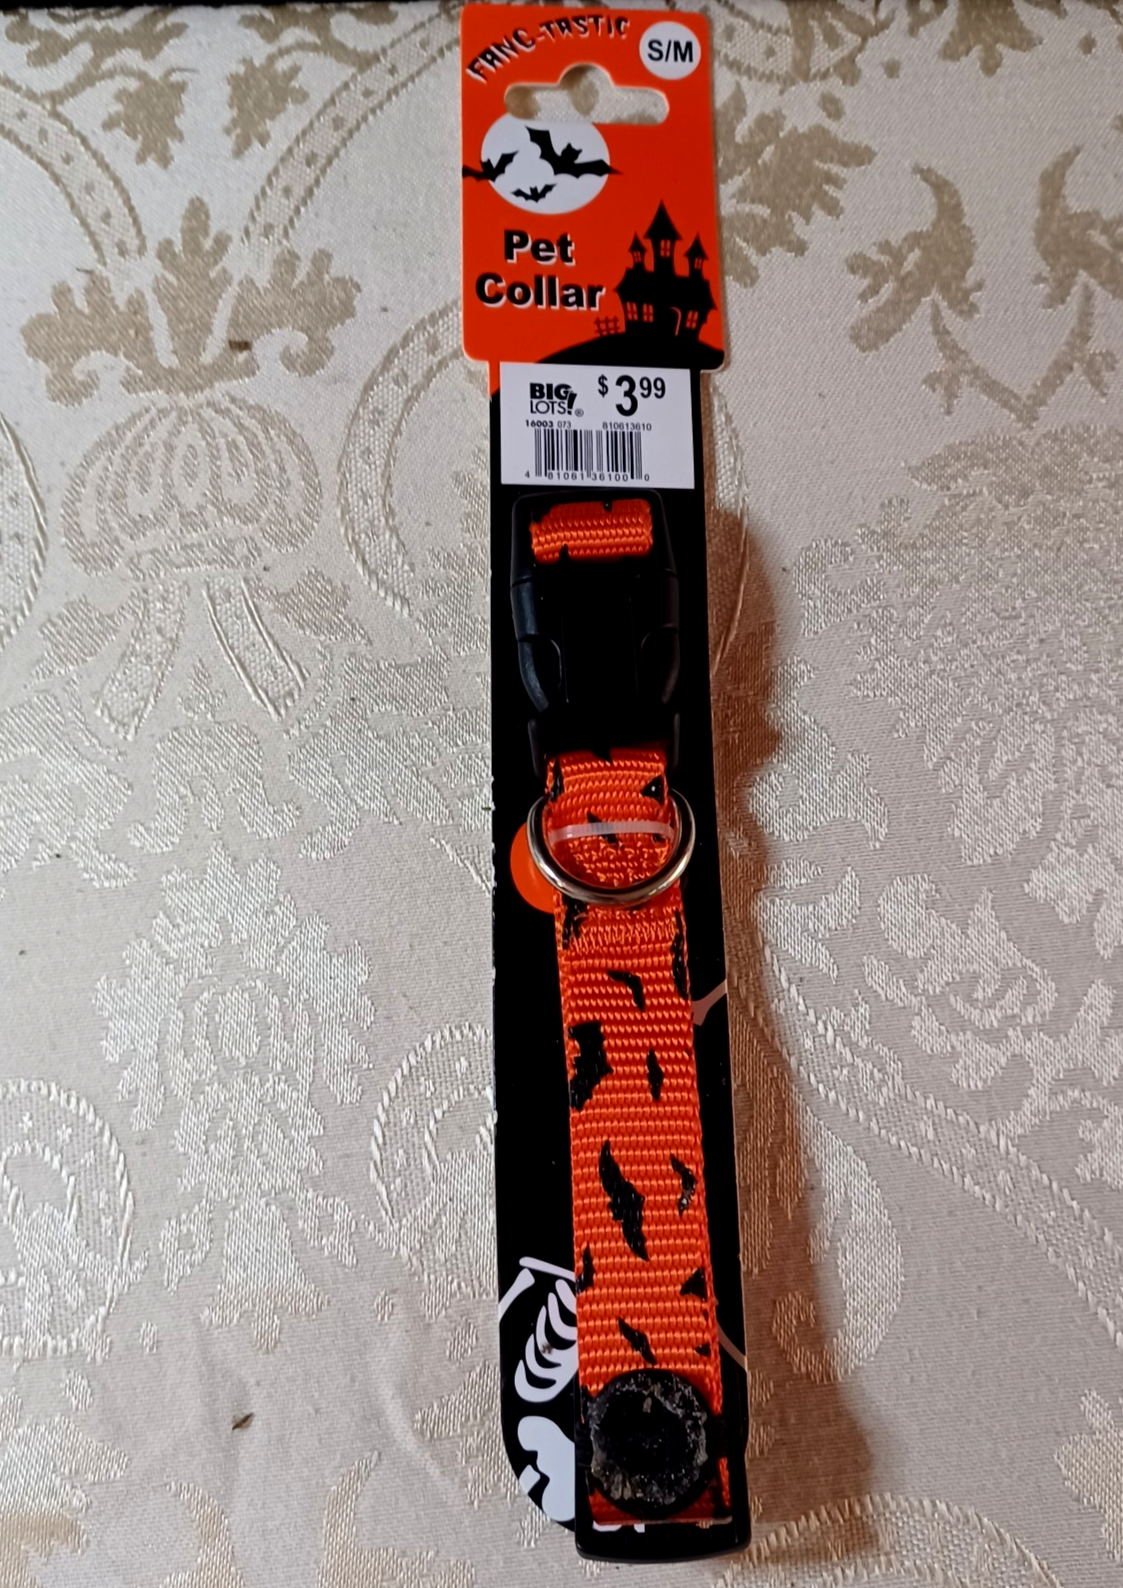 FANG-TASTIC
S/M
Pet
Collar
BIG
LOTS!®
$3.99
16003 073 810613610
4 81061 36100 0